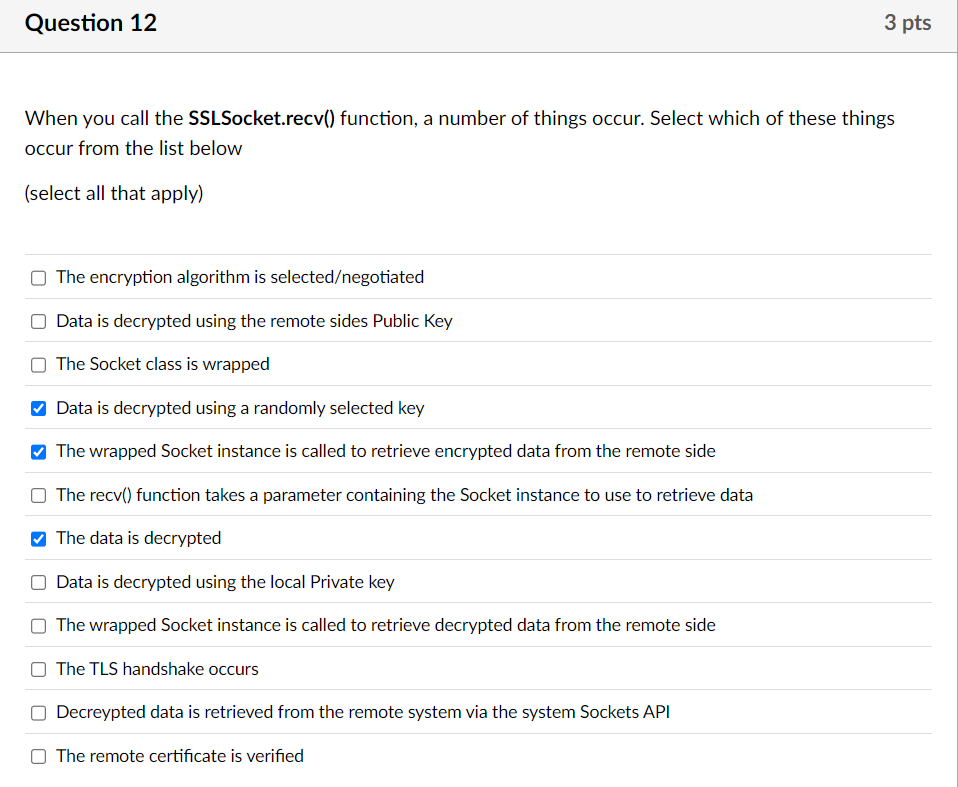 Question 12
3 pts
When you call the SSLSocket.recv() function, a number of things occur. Select which of these things
occur from the list below
(select all that apply)
The encryption algorithm is selected/negotiated
Data is decrypted using the remote sides Public Key
The Socket class is wrapped
Data is decrypted using a randomly selected key
The wrapped Socket instance is called to retrieve encrypted data from the remote side
The recv() function takes a parameter containing the Socket instance to use to retrieve data
The data is decrypted
Data is decrypted using the local Private key
The wrapped Socket instance is called to retrieve decrypted data from the remote side
The TLS handshake occurs
Decreypted data is retrieved from the remote system via the system Sockets API
The remote certificate is verified